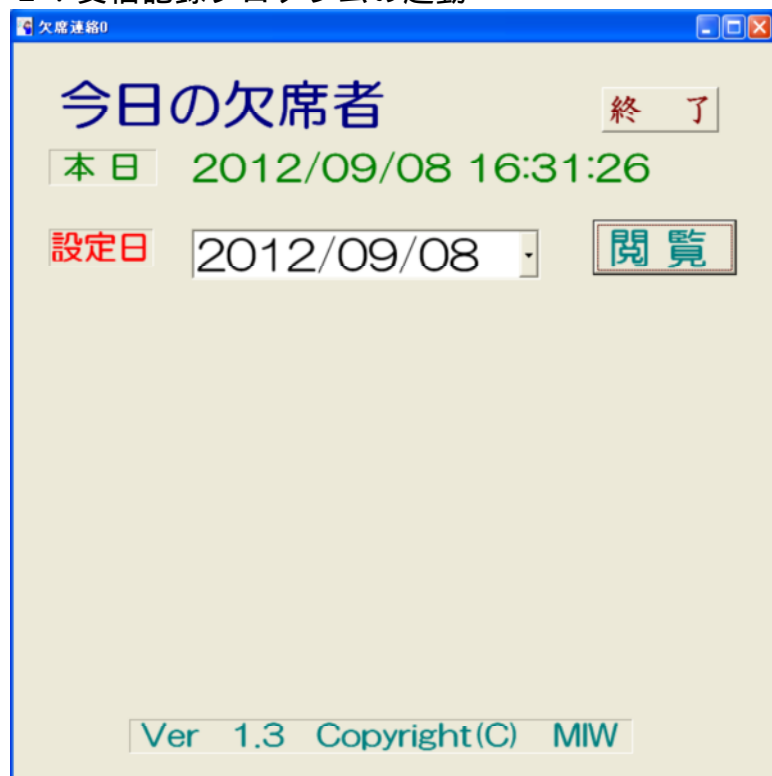 欠席連絡0
今日の欠席者
終 了
本日 2012/09/08 16:31:26
設定日 2012/09/08
閲覧
Ver 1.3 Copyright(C) MIW